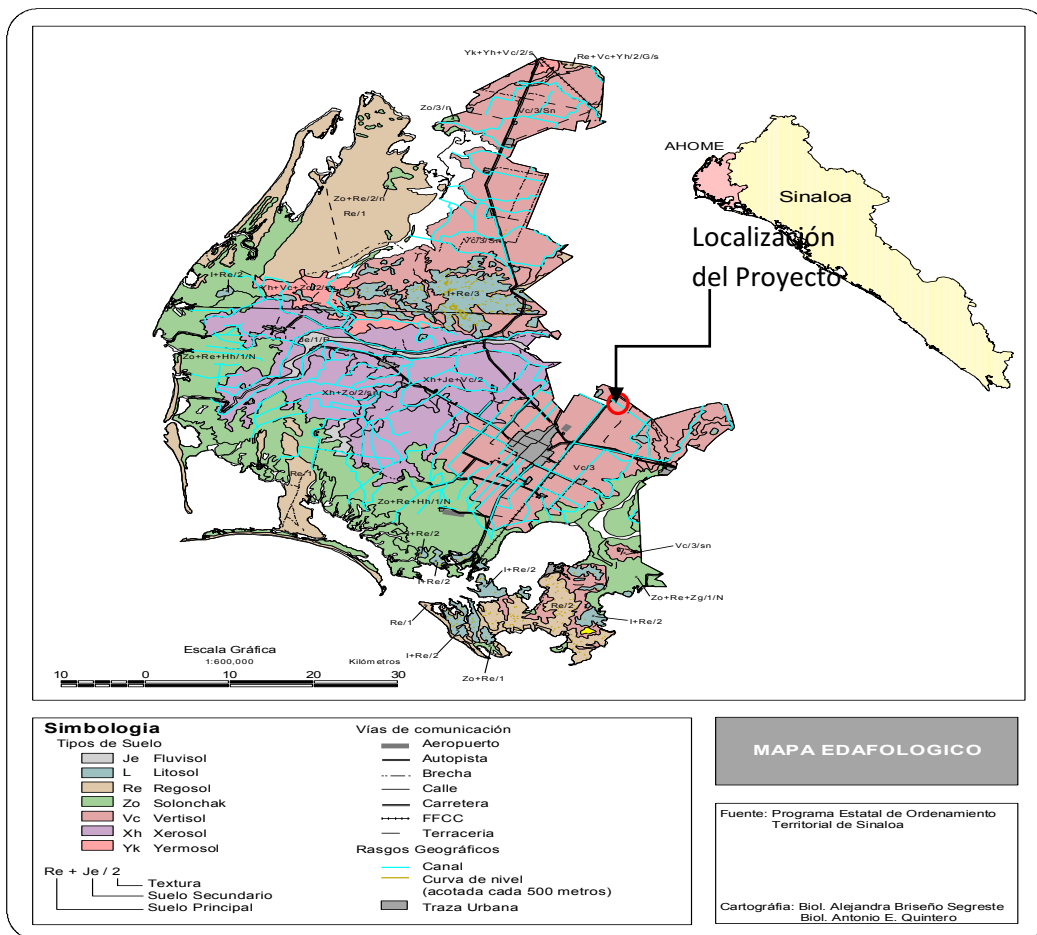 Yk+Yh+Vc/2/s
Re+Vc+Yh/2/G/s
Zo/3/n
Vc/3/Sn
AHOME
Sinaloa
Zo+Re/2/n
Re/1
Localización
del Proyecto
Vc/3/Sn
I+Re/2
I+Re/3
Je/1/P
Zo+Re+Hh/1/N
Xh+Je+Vc/2
Xh+Zo/2/sn
Vc/3
Re/1
Zo+Re+Hh/1/N
I+Re/2
Vc/3/sn
I+Re/2
I+Re/2
Zo+Re+Zg/1/N
Re/2
Re/1
I+Re/2
I+Re/2
Zo+Re/1
Escala Gráfica
1:600,000
Kilómetros
10 0 10 20 30
Simbologia
Tipos de Suelo
Je Fluvisol
L Litosol
Re Regosol
Zo Solonchak
Vc Vertisol
Xh Xerosol
Yk Yermosol
Re + Je / 2
Textura
Suelo Secundario
Suelo Principal
Vías de comunicación
Aeropuerto
Autopista
Brecha
Calle
Carretera
FFCC
Terraceria
Rasgos Geográficos
Canal
Curva de nivel
(acotada cada 500 metros)
Traza Urbana
MAPA EDAFOLOGICO
Fuente: Programa Estatal de Ordenamiento
Territorial de Sinaloa
Cartográfia: Biol. Alejandra Briseño Segreste
Biol. Antonio E. Quintero